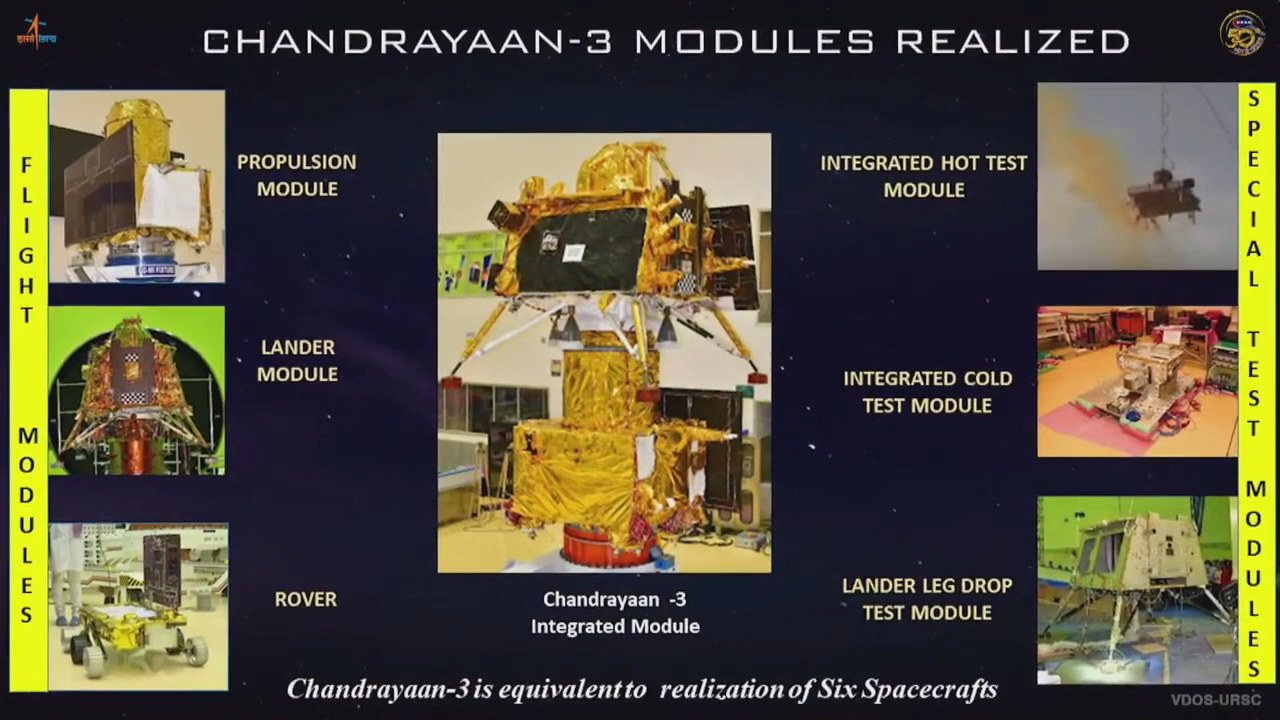 इसरो isro
CHANDRAYAAN-3 MODULES REALIZED
FLIGHT MODULES
PROPULSION
MODULE
LANDER
MODULE
ROVER
Chandrayaan -3
Integrated Module
INTEGRATED HOT TEST
MODULE
INTEGRATED COLD
TEST MODULE
LANDER LEG DROP
TEST MODULE
SPECIAL TEST MODULES
Chandrayaan-3 is equivalent to realization of Six Spacecrafts
VDOS-URSC